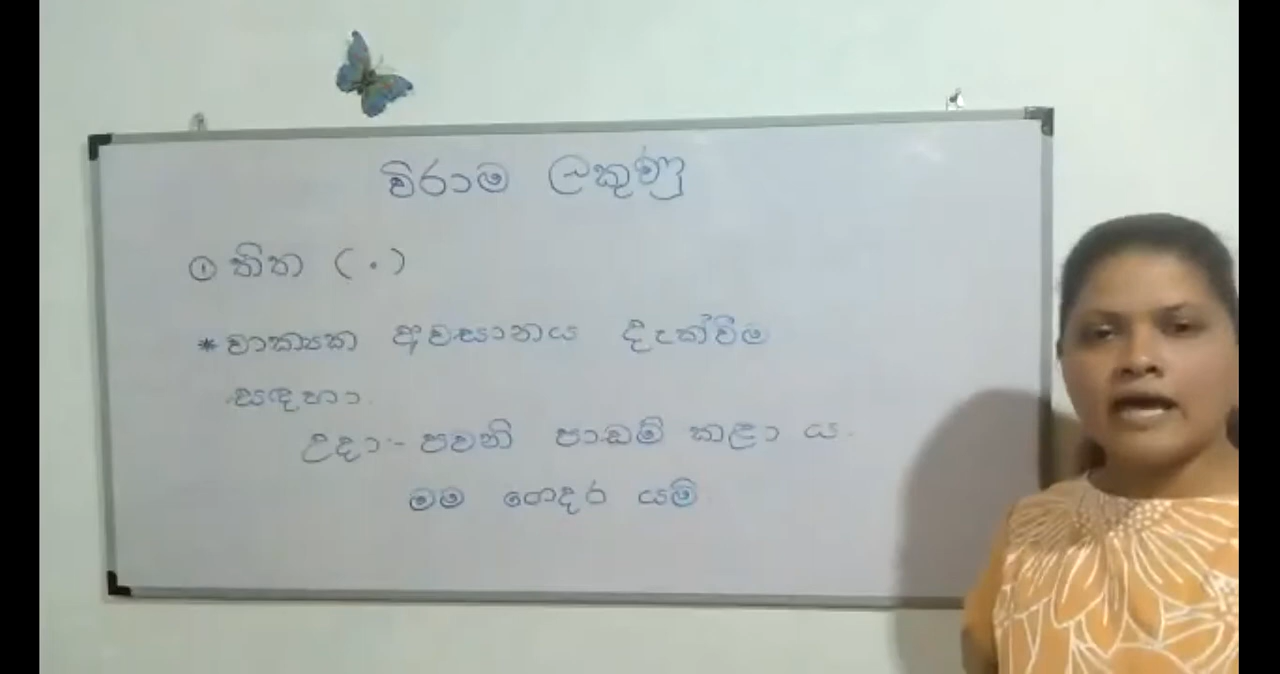 විරාම ලකුණු
① තිත ( . )
* වාක්‍යක අවසානය දැක්වීම
සඳහා.
උදා :- පවනි පාඩම් කළා ය.
මම ගෙදර යමි